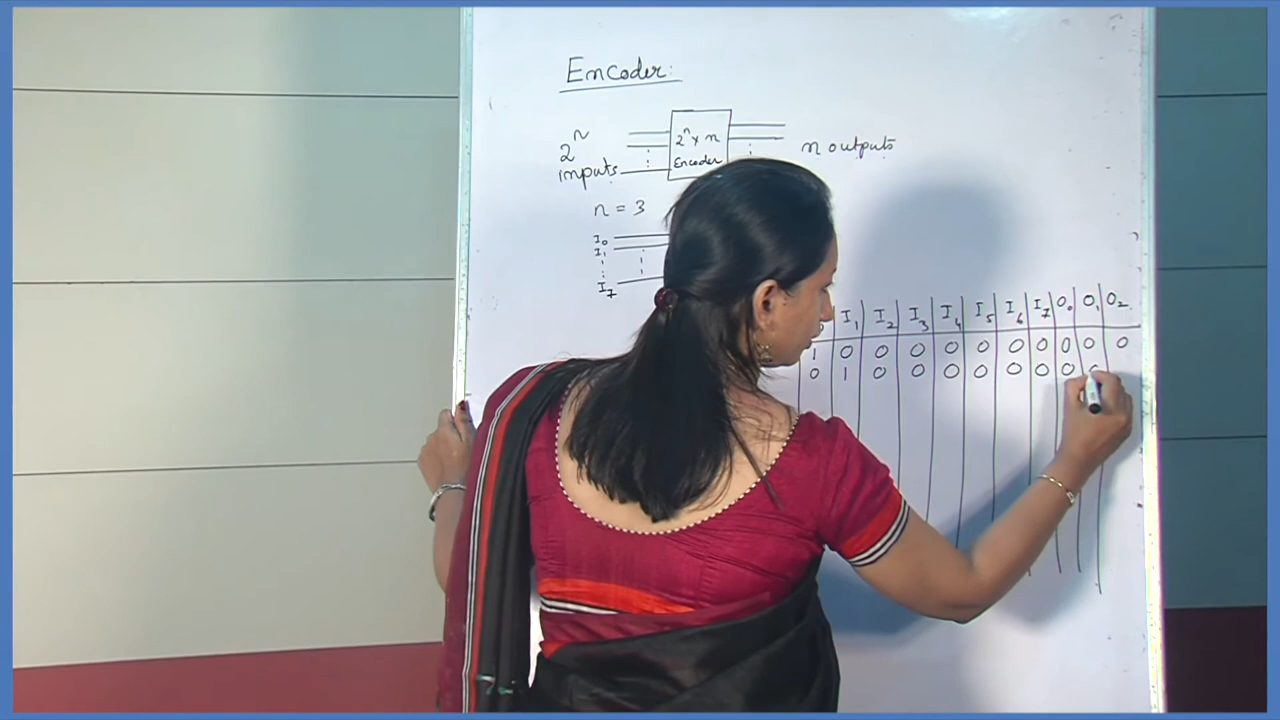 Encoder:
2ⁿ inputs
2ⁿ x n Encoder
n outputs
n = 3
I₀
I₁
I₇
I₁ I₂ I₃ I₄ I₅ I₆ I₇ O₀ O₁ O₂
1 0 0 0 0 0 0 0 0 0 0
0 1 0 0 0 0 0 0 0